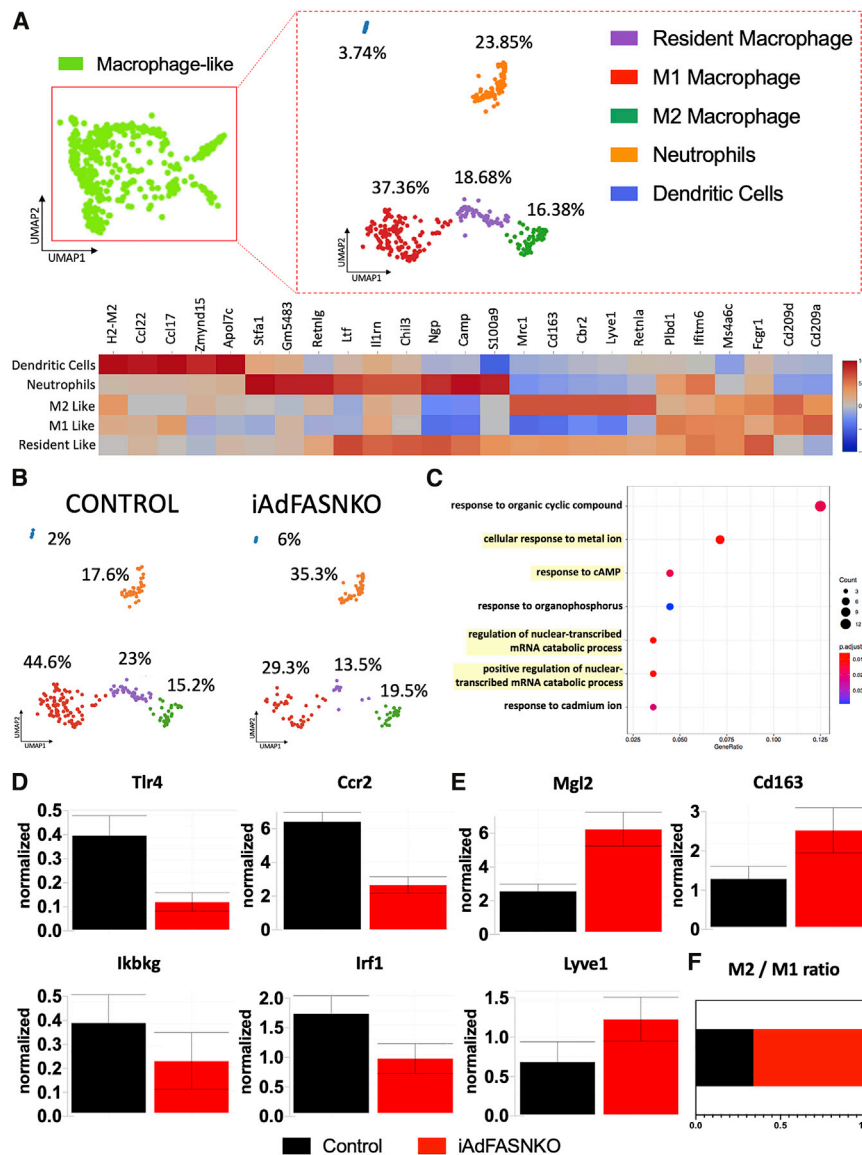 A
Macrophage-like
UMAP2
UMAP1
3.74%
23.85%
37.36%
18.68%
16.38%
UMAP2
UMAP1
Resident Macrophage
M1 Macrophage
M2 Macrophage
Neutrophils
Dendritic Cells
H2-M2 Ccl22 Ccl17 Zmynd15 Apol7c Stfa1 Gm5483 Retnlg Ltf Il1rn Chil3 Ngp Camp S100a9 Mrc1 Cd163 Cbr2 Lyve1 Retnla Plbd1 Ifitm6 Ms4a6c Fcgr1 Cd209d Cd209a
Dendritic Cells
Neutrophils
M2 Like
M1 Like
Resident Like
B
CONTROL
2%
17.6%
44.6%
23%
15.2%
UMAP2
UMAP1
iAdFASNKO
6%
35.3%
29.3%
13.5%
19.5%
UMAP2
UMAP1
C
response to organic cyclic compound
cellular response to metal ion
response to cAMP
response to organophosphorus
regulation of nuclear-transcribed
mRNA catabolic process
positive regulation of nuclear-
transcribed mRNA catabolic process
response to cadmium ion
0.025 0.050 0.075 0.100 0.125
GeneRatio
Count
3
6
9
12
p.adjust
0.01
0.02
0.03
D
Tlr4
normalized
0.5
0.4
0.3
0.2
0.1
0.0
Ccr2
normalized
6
4
2
0
E
Mgl2
normalized
6
4
2
0
Cd163
normalized
3
2
1
0
Ikbkg
normalized
0.5
0.4
0.3
0.2
0.1
0.0
Irf1
normalized
2.0
1.5
1.0
0.5
0.0
Lyve1
normalized
1.5
1.0
0.5
0.0
F
M2 / M1 ratio
0.0 0.5
Control
iAdFASNKO